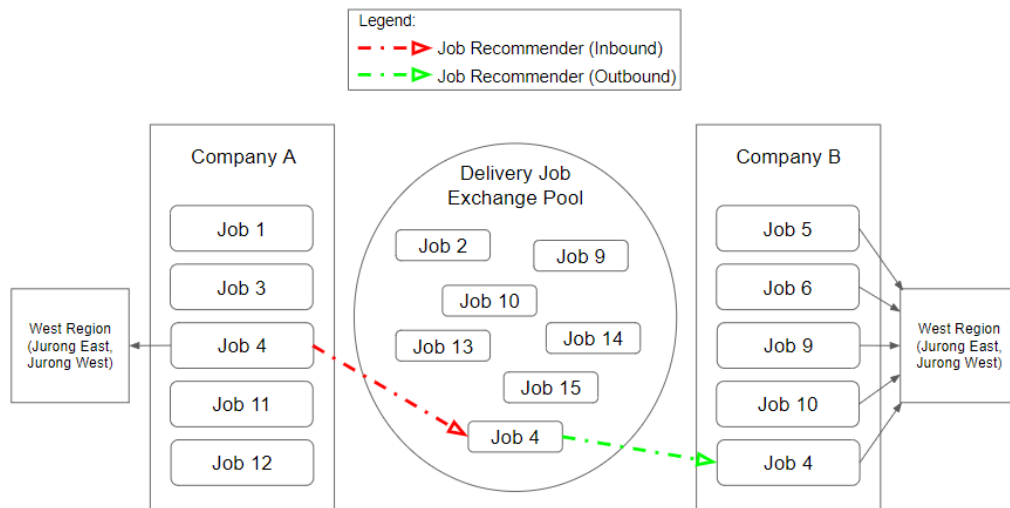 Legend:
Job Recommender (Inbound)
Job Recommender (Outbound)
Company A
Job 1
Job 3
Job 4
Job 11
Job 12
West Region
(Jurong East,
Jurong West)
Delivery Job
Exchange Pool
Job 2
Job 9
Job 10
Job 13
Job 14
Job 15
Job 4
Company B
Job 5
Job 6
Job 9
Job 10
Job 4
West Region
(Jurong East,
Jurong West)